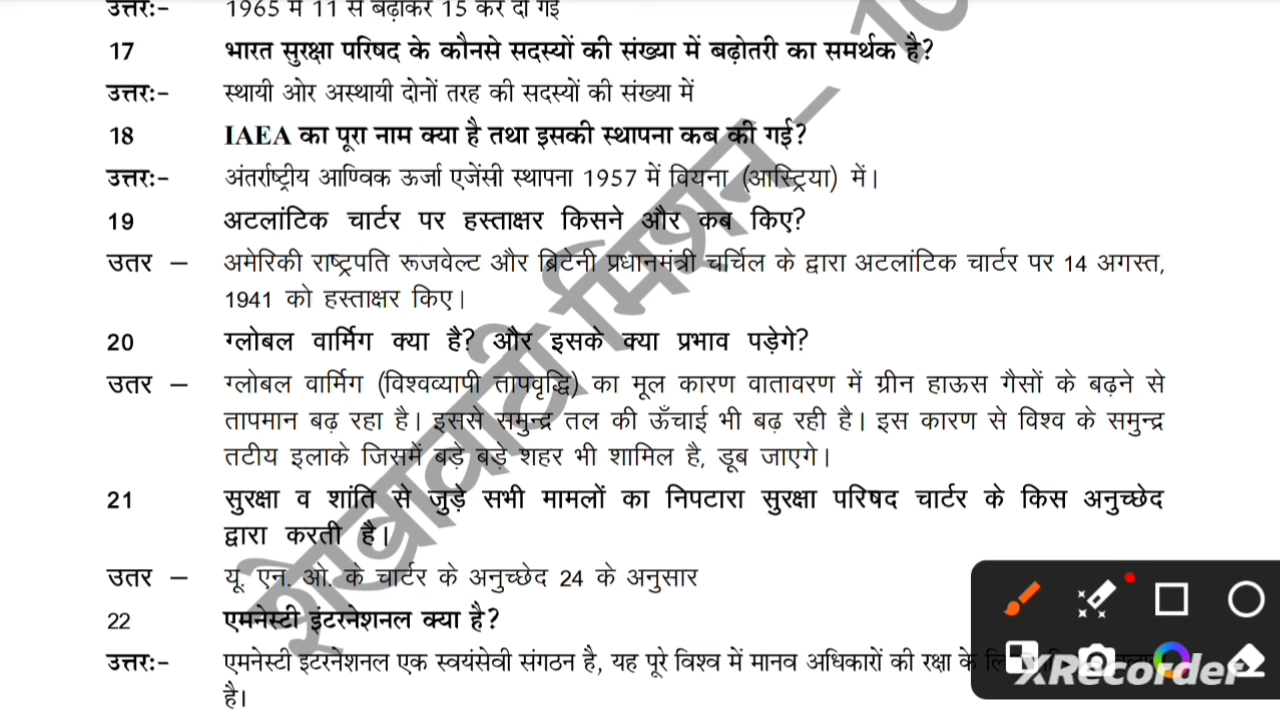 उत्तरः- 1965 में 11 से बढ़ाकर 15 कर दी गई
17 भारत सुरक्षा परिषद के कौनसे सदस्यों की संख्या में बढ़ोतरी का समर्थक है?
उत्तरः- स्थायी ओर अस्थायी दोनों तरह की सदस्यों की संख्या में
18 IAEA का पूरा नाम क्या है तथा इसकी स्थापना कब की गई?
उत्तरः- अंतर्राष्ट्रीय आण्विक ऊर्जा एजेंसी स्थापना 1957 में वियना (आस्ट्रिया) में।
19 अटलांटिक चार्टर पर हस्ताक्षर किसने और कब किए?
उतर – अमेरिकी राष्ट्रपति रूजवेल्ट और ब्रिटेनी प्रधानमंत्री चर्चिल के द्वारा अटलांटिक चार्टर पर 14 अगस्त,
1941 को हस्ताक्षर किए।
20 ग्लोबल वार्मिग क्या है? और इसके क्या प्रभाव पड़ेगे?
उतर – ग्लोबल वार्मिग (विश्वव्यापी तापवृद्धि) का मूल कारण वातावरण में ग्रीन हाऊस गैसों के बढ़ने से
तापमान बढ़ रहा है। इससे समुन्द्र तल की ऊँचाई भी बढ़ रही है। इस कारण से विश्व के समुन्द्र
तटीय इलाके जिसमें बड़े बड़े शहर भी शामिल है, डूब जाएगे।
21 सुरक्षा व शांति से जुड़े सभी मामलों का निपटारा सुरक्षा परिषद चार्टर के किस अनुच्छेद
द्वारा करती है।
उतर – यू. एन. ओ. के चार्टर के अनुच्छेद 24 के अनुसार
22 एमनेस्टी इंटरनेशनल क्या है?
उत्तरः- एमनेस्टी इंटरनेशनल एक स्वयंसेवी संगठन है, यह पूरे विश्व में मानव अधिकारों की रक्षा के
है।
शेखावाटी मिशन – 10
XRecorder